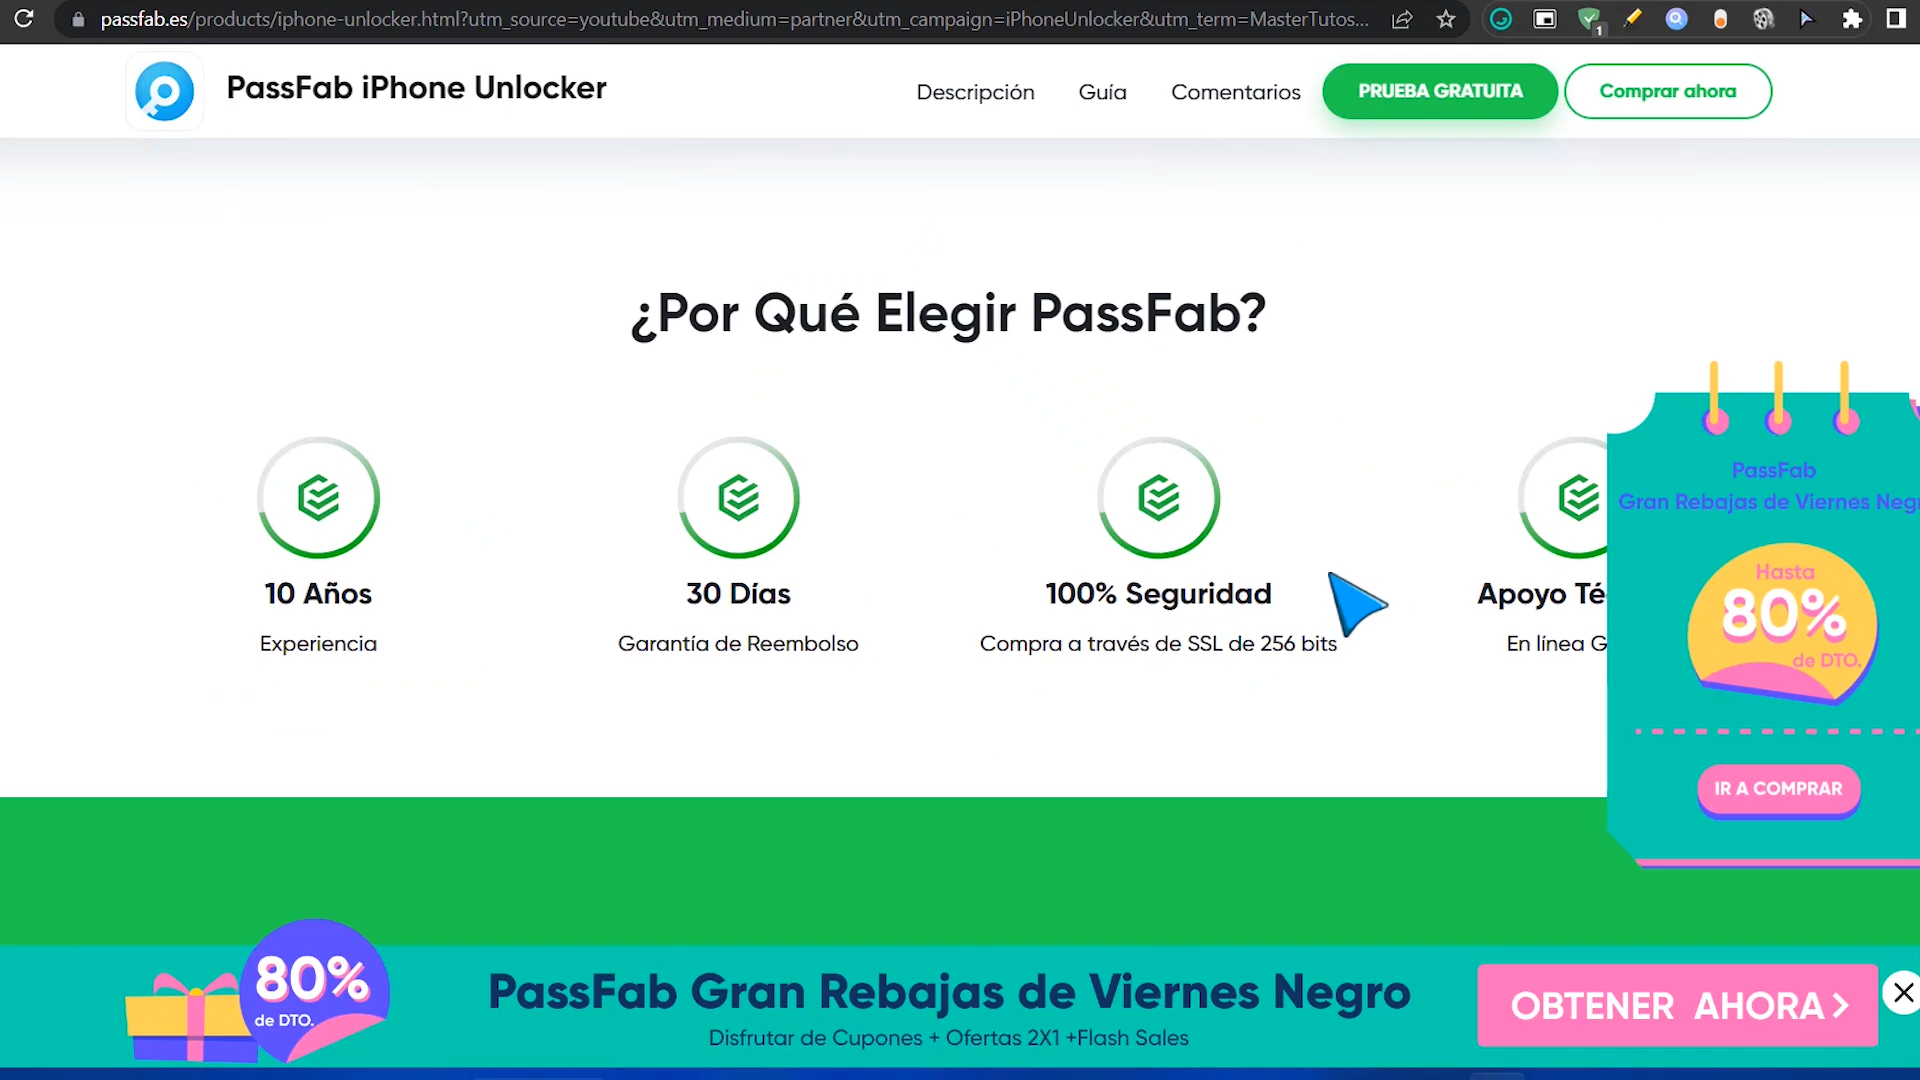 passfab.es/products/iphone-unlocker.html?utm_source=youtube&utm_medium=partner&utm_campaign=iPhoneUnlocker&utm_term=MasterTutos...
1
PassFab iPhone Unlocker
Descripción
Guía
Comentarios
PRUEBA GRATUITA
Comprar ahora
¿Por Qué Elegir PassFab?
10 Años
Experiencia
30 Días
Garantía de Reembolso
100% Seguridad
Compra a través de SSL de 256 bits
Apoyo Té
En línea G
PassFab
Gran Rebajas de Viernes Negr
Hasta
80%
de DTO.
IR A COMPRAR
80%
de DTO.
PassFab Gran Rebajas de Viernes Negro
Disfrutar de Cupones + Ofertas 2X1 +Flash Sales
OBTENER AHORA